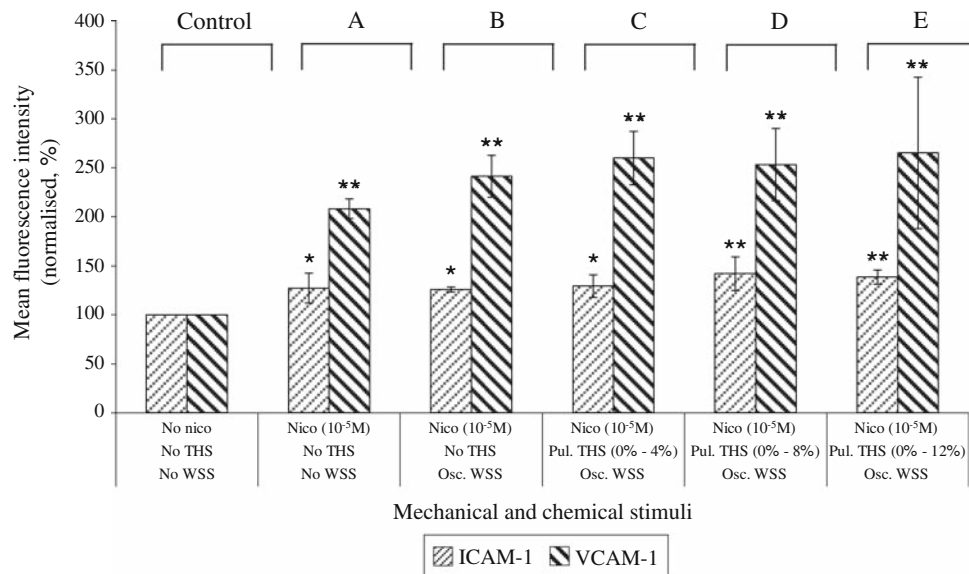 Control A B C D E
400
350
300
250
200
150
100
50
0
Mean fluorescence intensity
(normalised, %)
* ** * ** * ** ** ** ** **
No nico Nico (10⁻⁵M) Nico (10⁻⁵M) Nico (10⁻⁵M) Nico (10⁻⁵M) Nico (10⁻⁵M)
No THS No THS No THS Pul. THS (0% - 4%) Pul. THS (0% - 8%) Pul. THS (0% - 12%)
No WSS No WSS Osc. WSS Osc. WSS Osc. WSS Osc. WSS
Mechanical and chemical stimuli
ICAM-1 VCAM-1